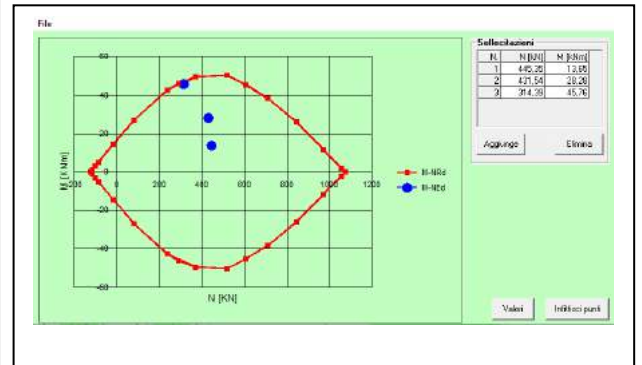 File
Sollecitazioni
N. N [kN] M [kNm]
1 445,35 13,65
2 431,54 28,28
3 314,39 45,76
Aggiungi Elimina
60
40
20
0
-20
-40
-60
-200 0 200 400 600 800 1000 1200
M [KNm]
N [KN]
M-NRd
M-NEd
Valori Infittisci punti